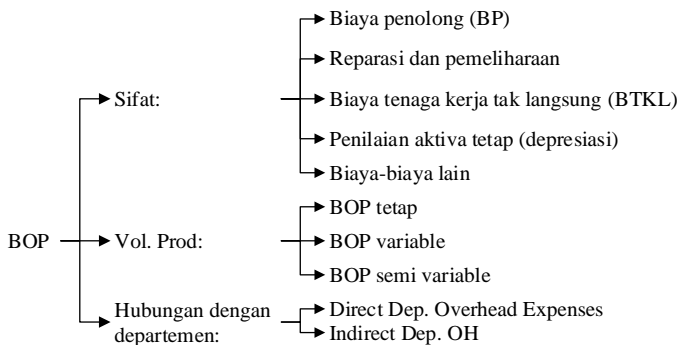 Biaya penolong (BP)
Reparasi dan pemeliharaan
Sifat:
Biaya tenaga kerja tak langsung (BTKL)
Penilaian aktiva tetap (depresiasi)
Biaya-biaya lain
BOP tetap
BOP
Vol. Prod:
BOP variable
BOP semi variable
Hubungan dengan
departemen:
Direct Dep. Overhead Expenses
Indirect Dep. OH